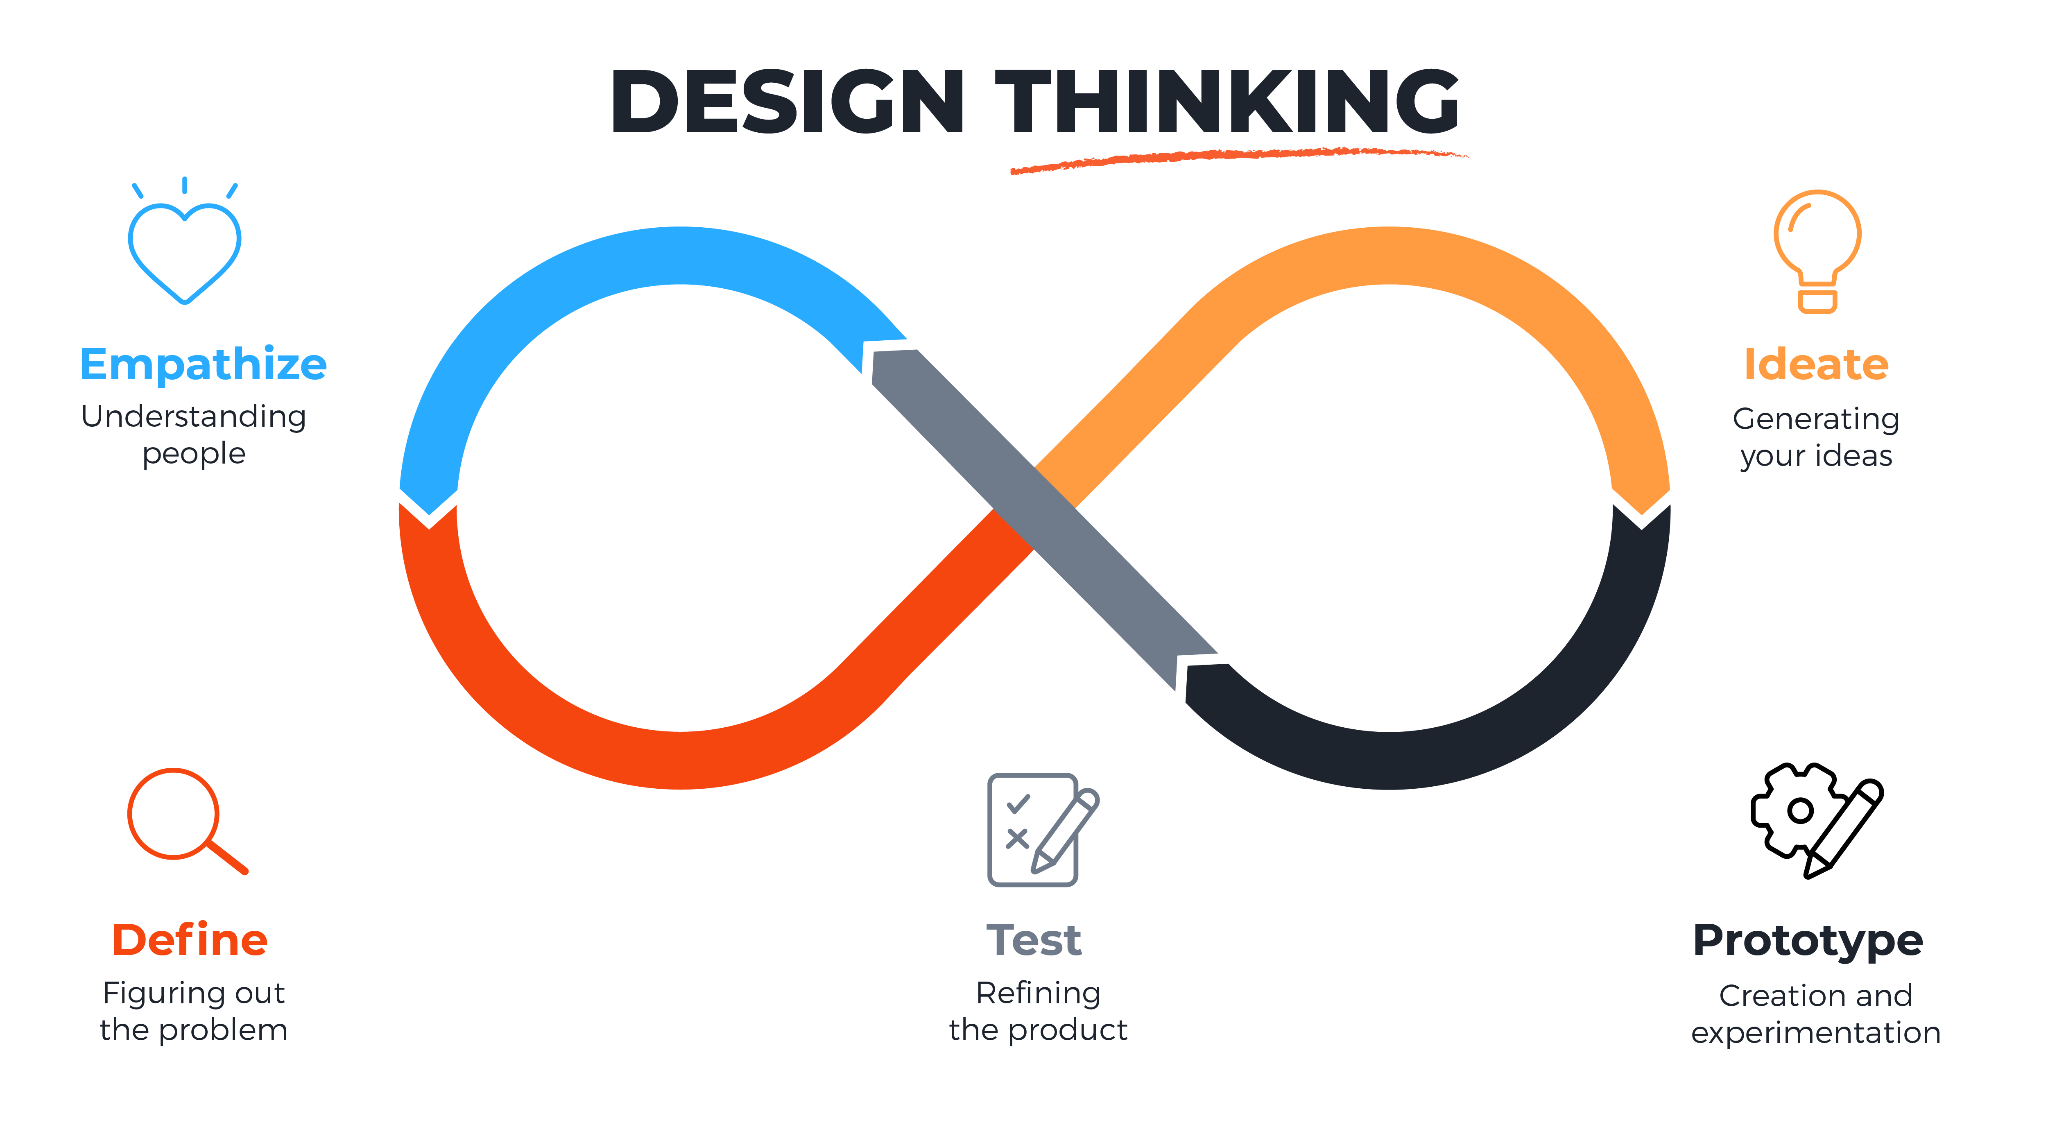 DESIGN THINKING
Empathize
Understanding
people
Ideate
Generating
your ideas
Define
Figuring out
the problem
Test
Refining
the product
Prototype
Creation and
experimentation